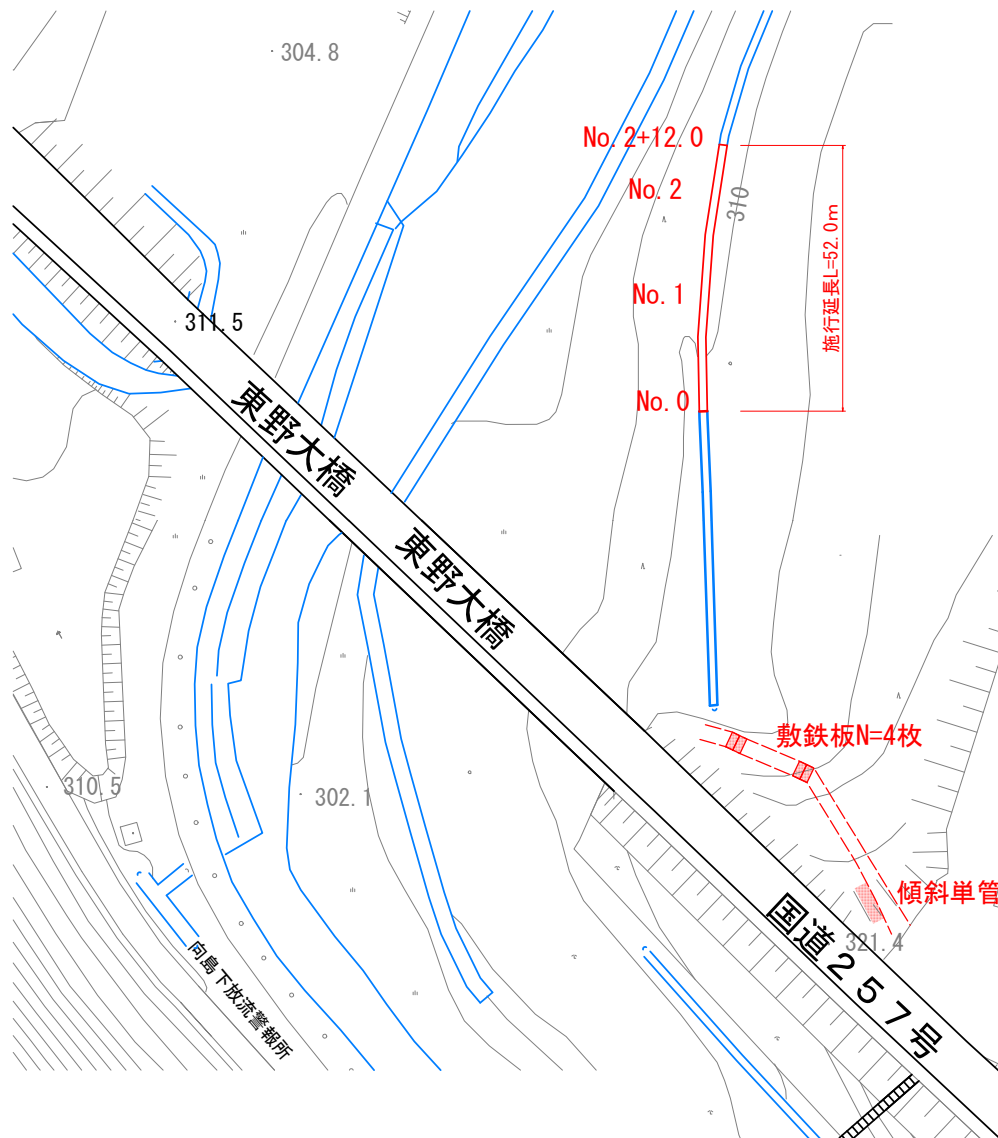 304.8
No.2+12.0
No.2
310
施行延長L=52.0m
No.1
311.5
No.0
東野大橋
東野大橋
敷鉄板N=4枚
310.5
302.1
傾斜単管
321.4
国道257号
向島下放流警報所